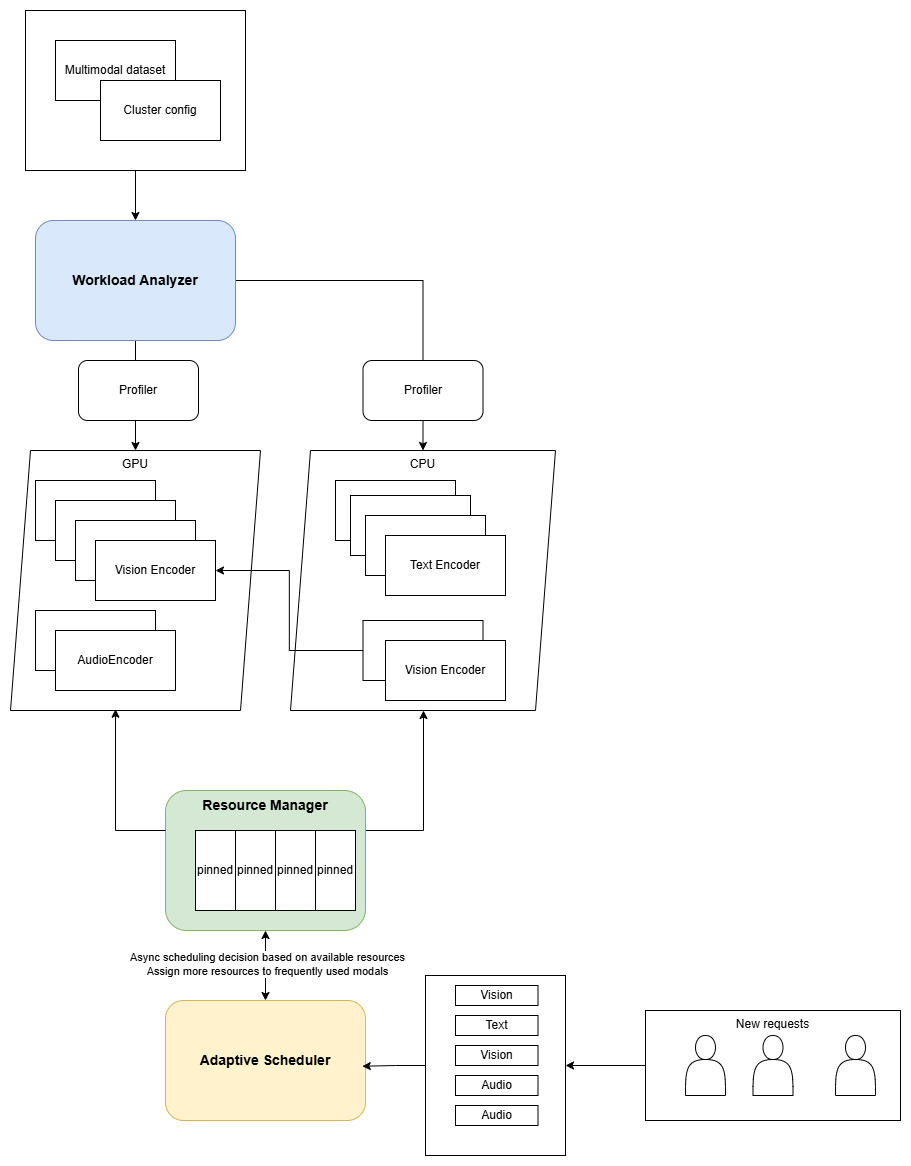 Multimodal dataset
Cluster config
Workload Analyzer
Profiler
Profiler
GPU
CPU
Vision Encoder
Text Encoder
AudioEncoder
Vision Encoder
Resource Manager
pinned pinned pinned pinned
Async scheduling decision based on available resources
Assign more resources to frequently used modals
Adaptive Scheduler
Vision
Text
Vision
Audio
Audio
New requests